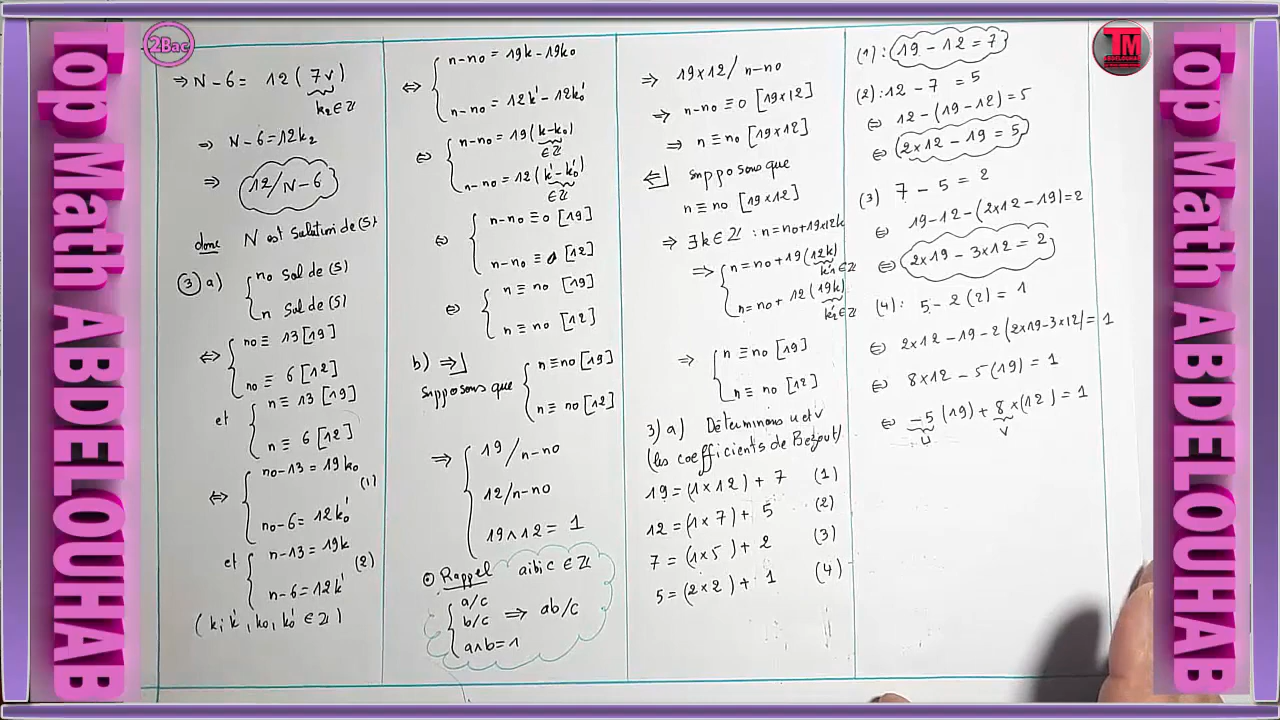 Top Math ABDELOUHAB
2Bac
⇒ N-6 = 12 ( 7v )
k₂ ∈ ℤ
⇒ N-6 = 12k₂
⇒ 12/N-6
donc N est solution de (S)
③ a) { n₀ sol de (S)
n sol de (S)
⇔ { n₀ ≡ 13 [19]
n₀ ≡ 6 [12]
et { n ≡ 13 [19]
n ≡ 6 [12]
⇔ { n₀-13 = 19k₀
(1)
n₀-6 = 12k₀'
et { n-13 = 19k
(2)
n-6 = 12k'
( k, k', k₀, k₀' ∈ ℤ )
{ n-n₀ = 19k - 19k₀
⇔
n-n₀ = 12k' - 12k₀'
⇔ { n-n₀ = 19(k-k₀)
∈ℤ
n-n₀ = 12(k'-k₀')
∈ℤ
⇔ { n-n₀ ≡ 0 [19]
n-n₀ ≡ 0 [12]
⇔ { n ≡ n₀ [19]
n ≡ n₀ [12]
b) ⇒]
Supposons que { n ≡ n₀ [19]
n ≡ n₀ [12]
⇒ { 19/n-n₀
12/n-n₀
19∧12 = 1
⊙ Rappel a,b,c ∈ ℤ
{ a/c
b/c ⇒ ab/c
a∧b = 1
⇒ 19×12/ n-n₀
⇒ n-n₀ ≡ 0 [19×12]
⇒ n ≡ n₀ [19×12]
⇐] supposons que
n ≡ n₀ [19×12]
⇒ ∃k∈ℤ : n = n₀+19×12k
⇒ { n = n₀ + 19 (12k)
k'₁∈ℤ
n = n₀ + 12 (19k)
k'₂∈ℤ
⇒ { n ≡ n₀ [19]
n ≡ n₀ [12]
3) a) Déterminons u et v
(les coefficients de Bezout)
19 = (1×12) + 7 (1)
12 = (1×7) + 5 (2)
7 = (1×5) + 2 (3)
5 = (2×2) + 1 (4)
(1) : 19 - 12 = 7
(2) : 12 - 7 = 5
⇔ 12 - (19-12) = 5
⇔ 2×12 - 19 = 5
(3) 7 - 5 = 2
⇔ 19-12-(2×12-19)=2
⇔ 2×19 - 3×12 = 2
(4) : 5 - 2(2) = 1
⇔ 2×12-19-2(2×19-3×12)=1
⇔ 8×12 - 5(19) = 1
⇔ -5(19) + 8×(12) = 1
u v
TM
ABDELOUHAB
Top Math ABDELOUHAB